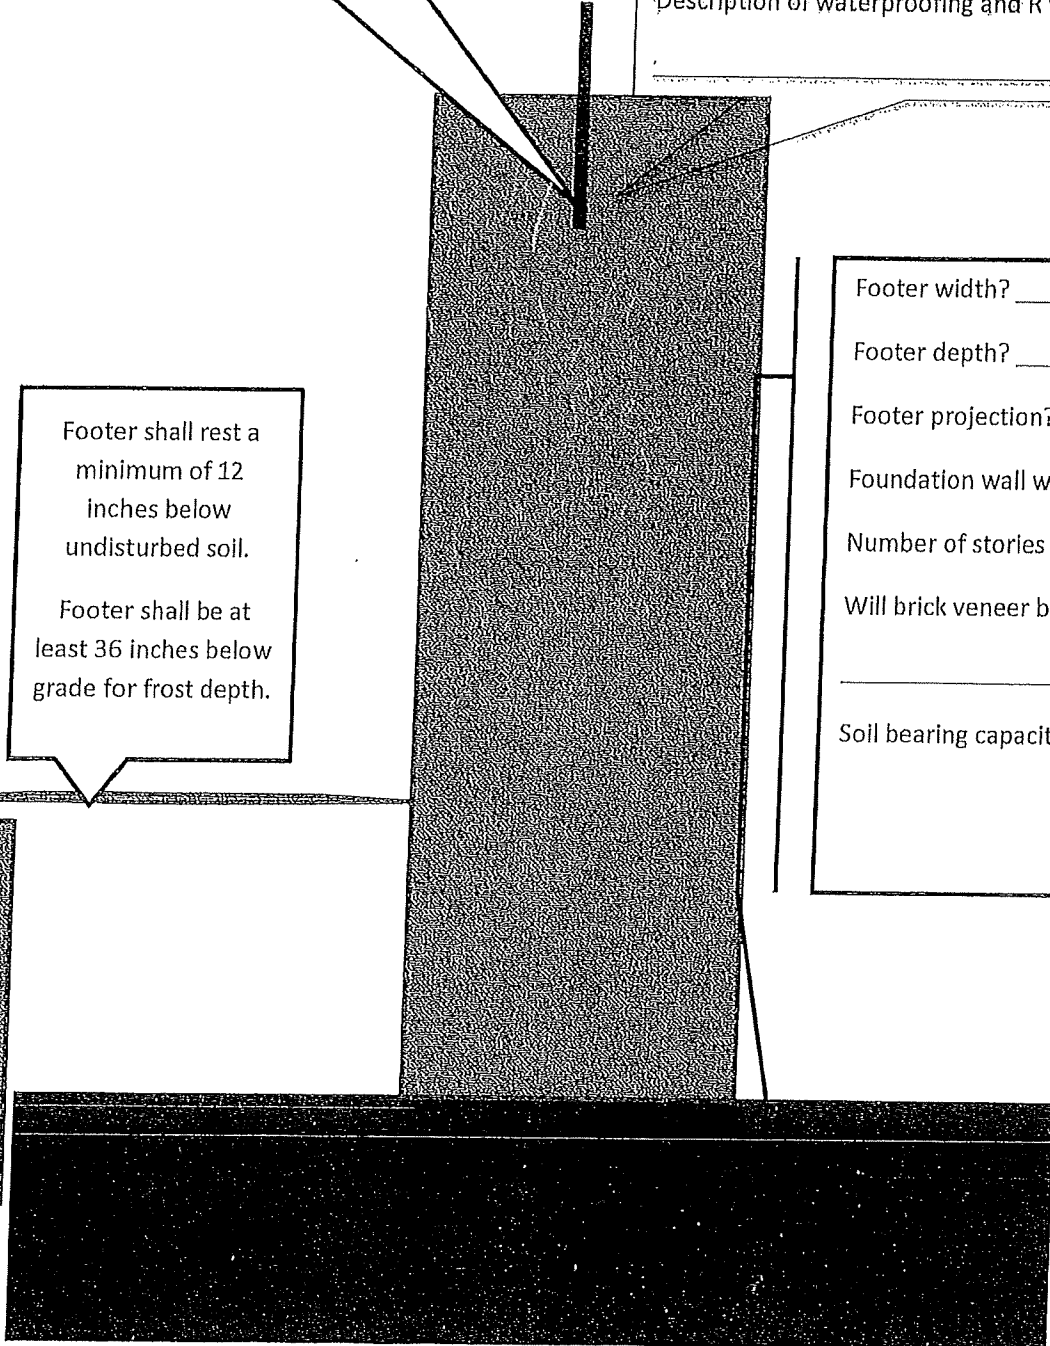 Description of waterproofing and R
Footer width? ___
Footer depth? ___
Footer projection?
Foundation wall w
Number of stories
Will brick veneer b
Soil bearing capacit
Footer shall rest a
minimum of 12
inches below
undisturbed soil.
Footer shall be at
least 36 inches below
grade for frost depth.